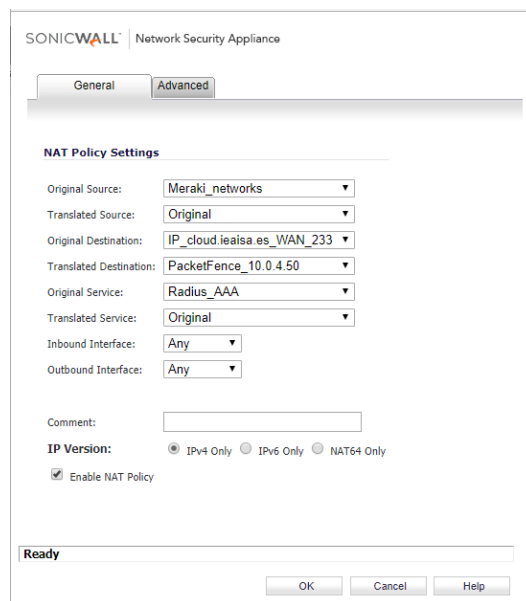 SONICWALL Network Security Appliance
General Advanced
NAT Policy Settings
Original Source: Meraki_networks
Translated Source: Original
Original Destination: IP_cloud.ieaisa.es_WAN_233
Translated Destination: PacketFence_10.0.4.50
Original Service: Radius_AAA
Translated Service: Original
Inbound Interface: Any
Outbound Interface: Any
Comment:
IP Version: IPv4 Only IPv6 Only NAT64 Only
Enable NAT Policy
Ready
OK Cancel Help